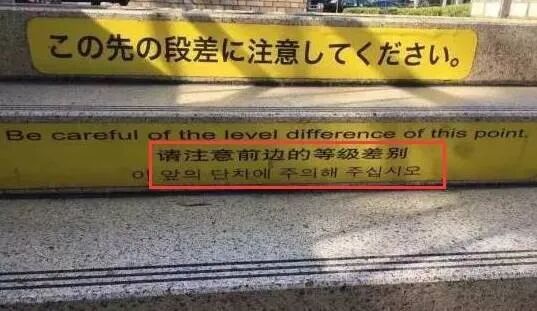 この先の段差に注意してください。
Be careful of the level difference of this point.
请注意前边的等级差别
이 앞의 단차에 주의해 주십시오